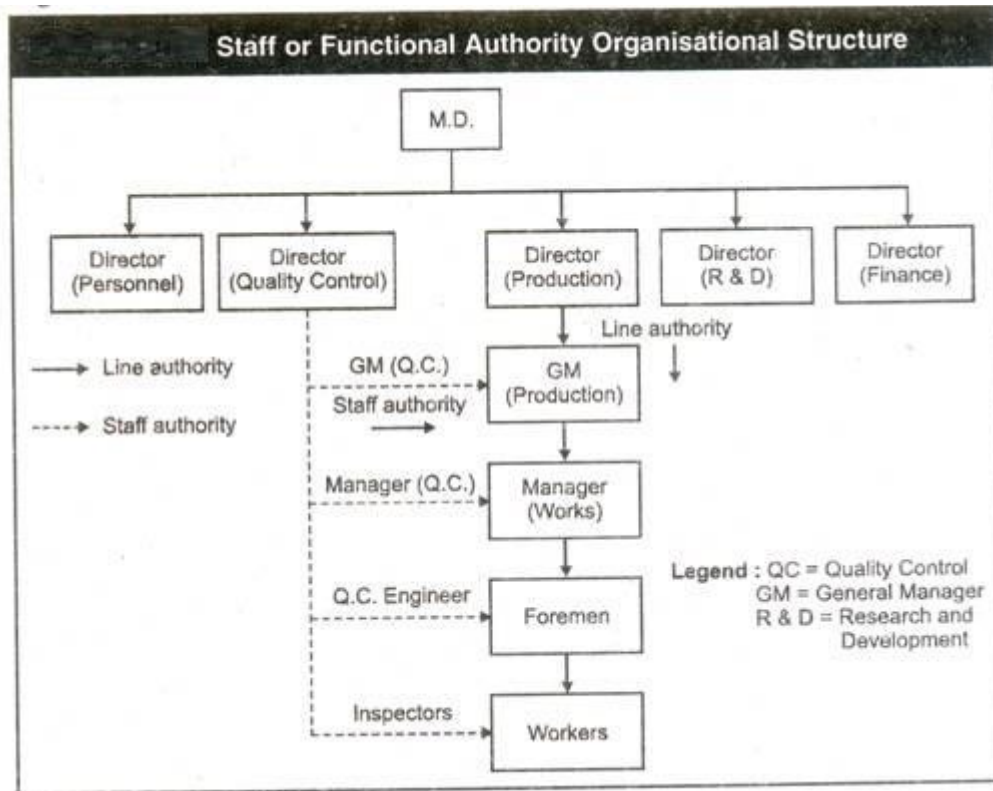 Staff or Functional Authority Organisational Structure
M.D.
Director
(Personnel)
Director
(Quality Control)
Director
(Production)
Director
(R & D)
Director
(Finance)
Line authority
Line authority
Staff authority
GM (Q.C.)
Staff authority
GM
(Production)
Manager (Q.C.)
Manager
(Works)
Q.C. Engineer
Foremen
Inspectors
Workers
Legend : QC = Quality Control
GM = General Manager
R & D = Research and
Development